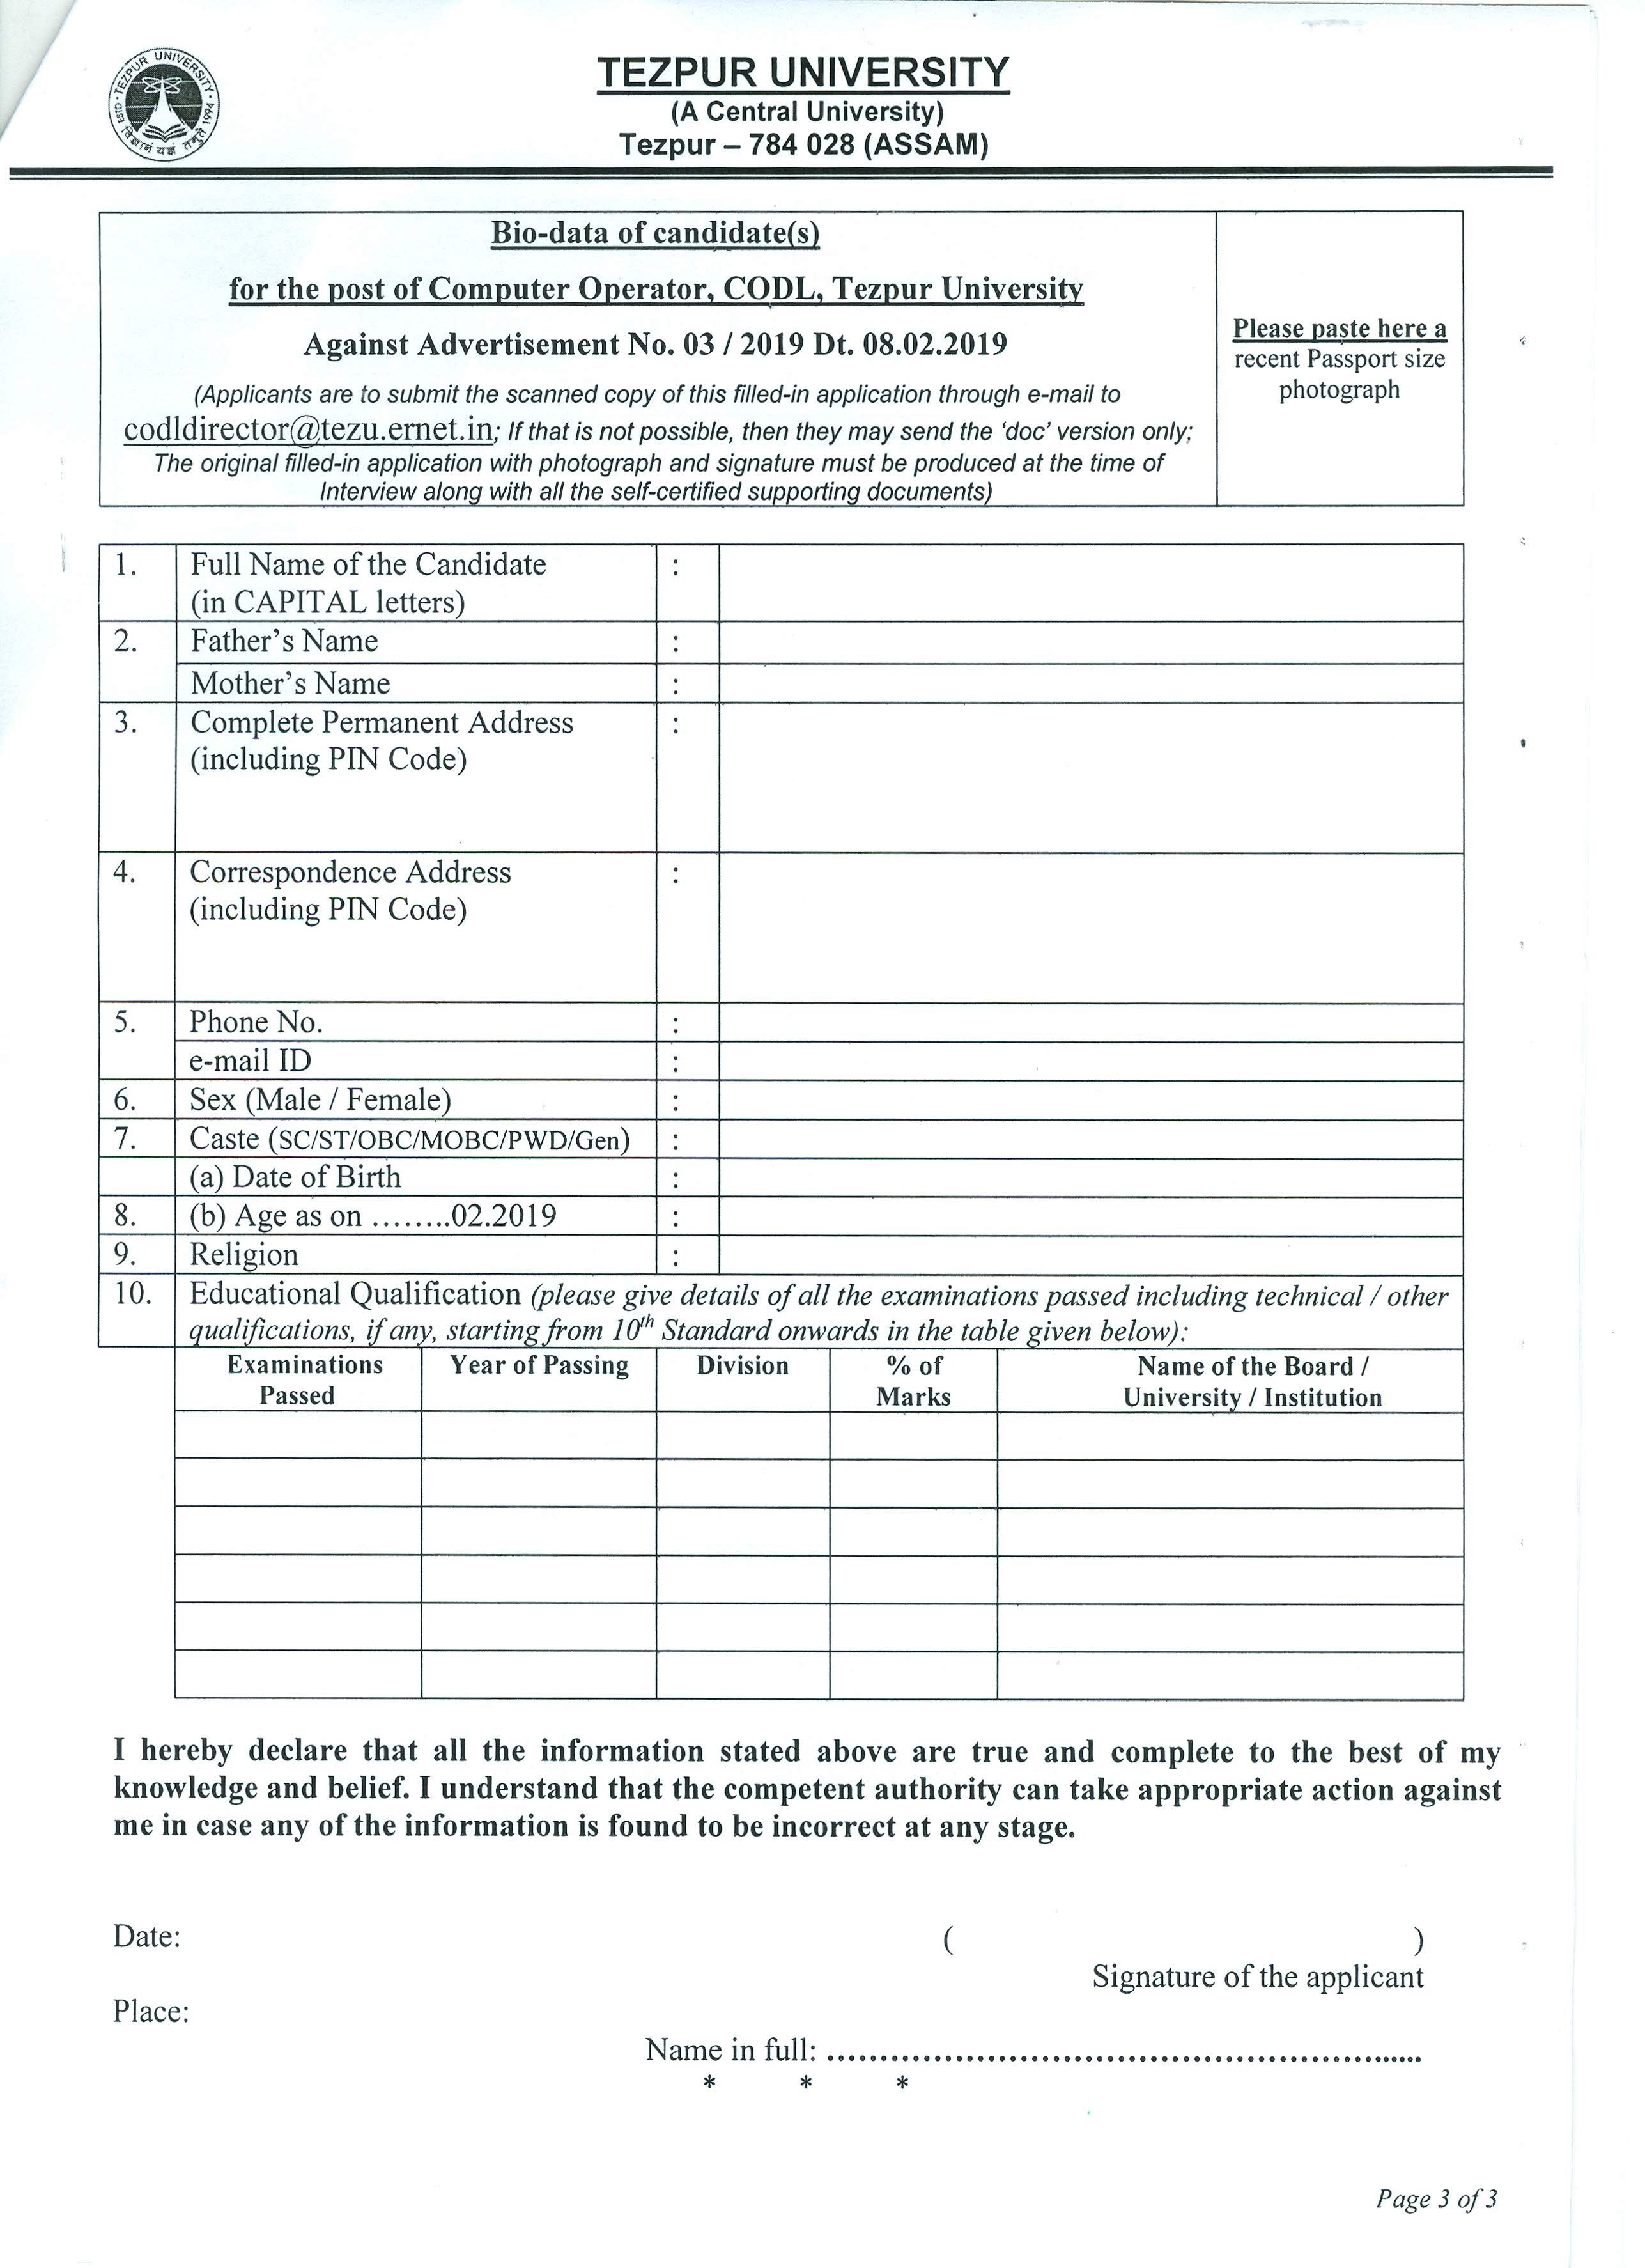 TEZPUR UNIVERSITY
ESTD 1994
विज्ञानं यज्ञं तनुते
TEZPUR UNIVERSITY
(A Central University)
Tezpur – 784 028 (ASSAM)
Bio-data of candidate(s)
for the post of Computer Operator, CODL, Tezpur University
Against Advertisement No. 03 / 2019 Dt. 08.02.2019
(Applicants are to submit the scanned copy of this filled-in application through e-mail to
codldirector@tezu.ernet.in; If that is not possible, then they may send the ‘doc’ version only;
The original filled-in application with photograph and signature must be produced at the time of
Interview along with all the self-certified supporting documents)
Please paste here a
recent Passport size
photograph
1. Full Name of the Candidate :
(in CAPITAL letters)
2. Father’s Name :
Mother’s Name :
3. Complete Permanent Address :
(including PIN Code)
4. Correspondence Address :
(including PIN Code)
5. Phone No. :
e-mail ID :
6. Sex (Male / Female) :
7. Caste (SC/ST/OBC/MOBC/PWD/Gen) :
(a) Date of Birth :
8. (b) Age as on ........02.2019 :
9. Religion :
10. Educational Qualification (please give details of all the examinations passed including technical / other
qualifications, if any, starting from 10th Standard onwards in the table given below):
Examinations Year of Passing Division % of Name of the Board /
Passed Marks University / Institution
I hereby declare that all the information stated above are true and complete to the best of my
knowledge and belief. I understand that the competent authority can take appropriate action against
me in case any of the information is found to be incorrect at any stage.
Date: ( )
Signature of the applicant
Place:
Name in full: ..........................................................
* * *
Page 3 of 3